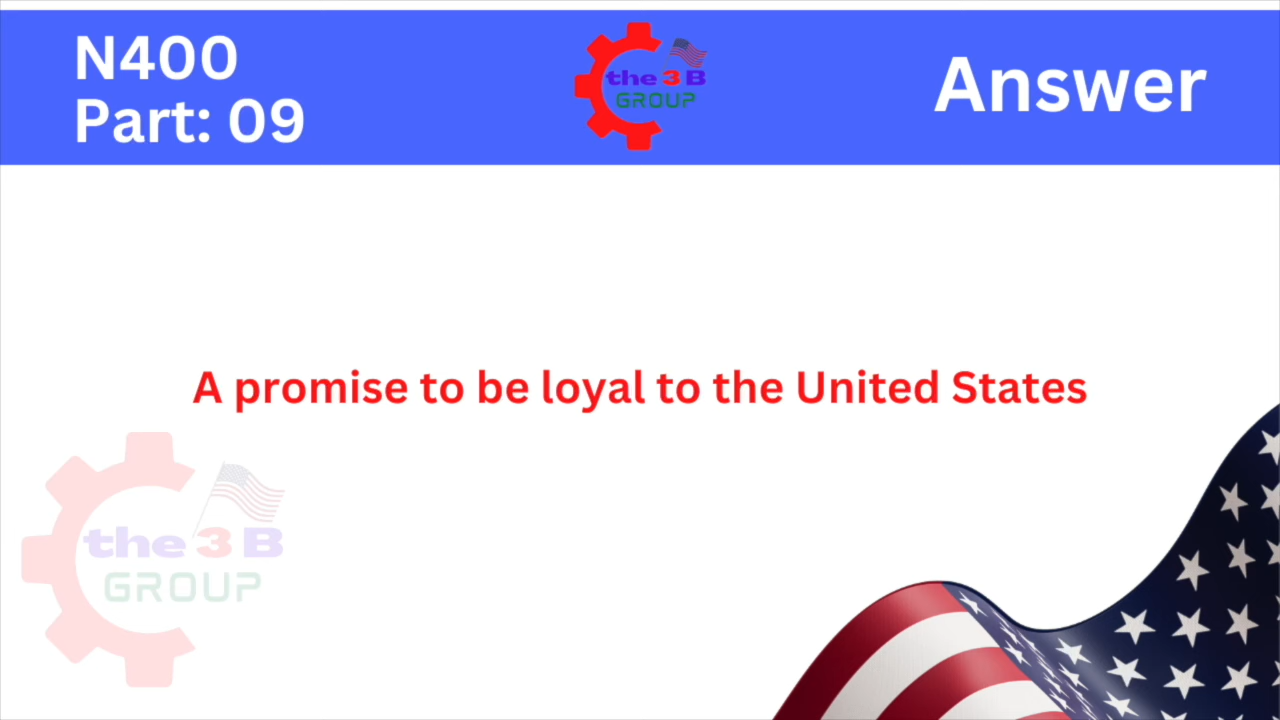 N400
Part: 09
the 3 B
GROUP
Answer
A promise to be loyal to the United States
the 3 B
GROUP